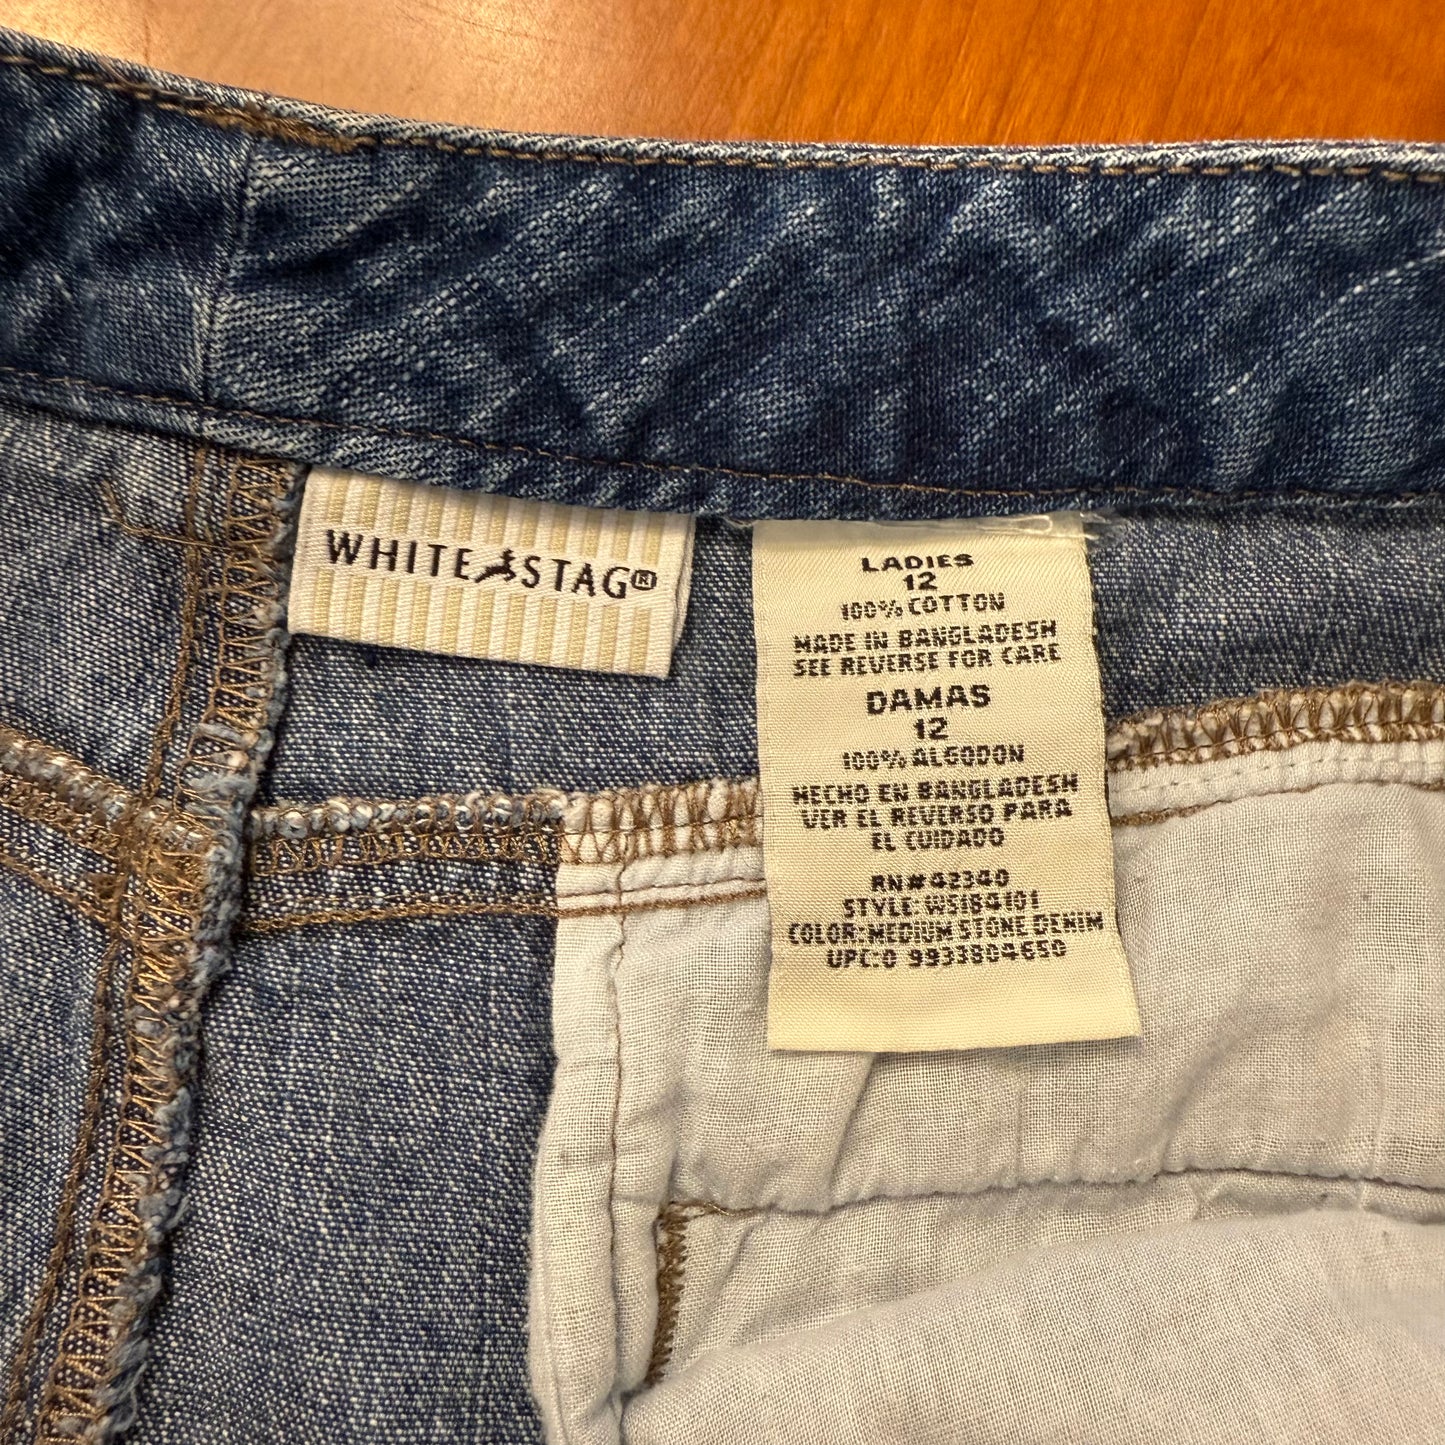 WHITE STAG®
LADIES
12
100% COTTON
MADE IN BANGLADESH
SEE REVERSE FOR CARE
DAMAS
12
100% ALGODON
HECHO EN BANGLADESH
VER EL REVERSO PARA
EL CUIDADO
RN# 42340
STYLE: WS184101
COLOR: MEDIUM STONE DENIM
UPC:0 9933804650